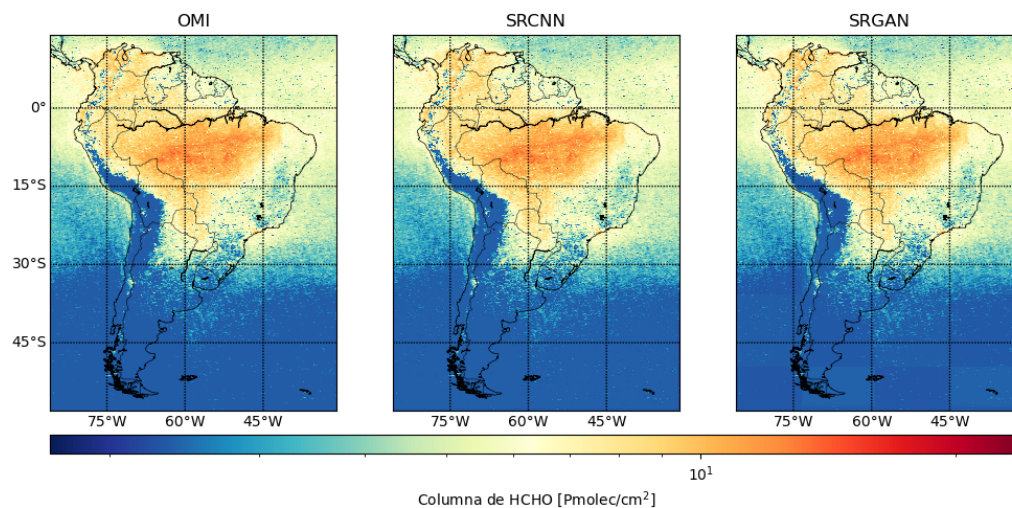 OMI SRCNN SRGAN
0°
15°S
30°S
45°S
75°W 60°W 45°W 75°W 60°W 45°W 75°W 60°W 45°W
10¹
Columna de HCHO [Pmolec/cm²]